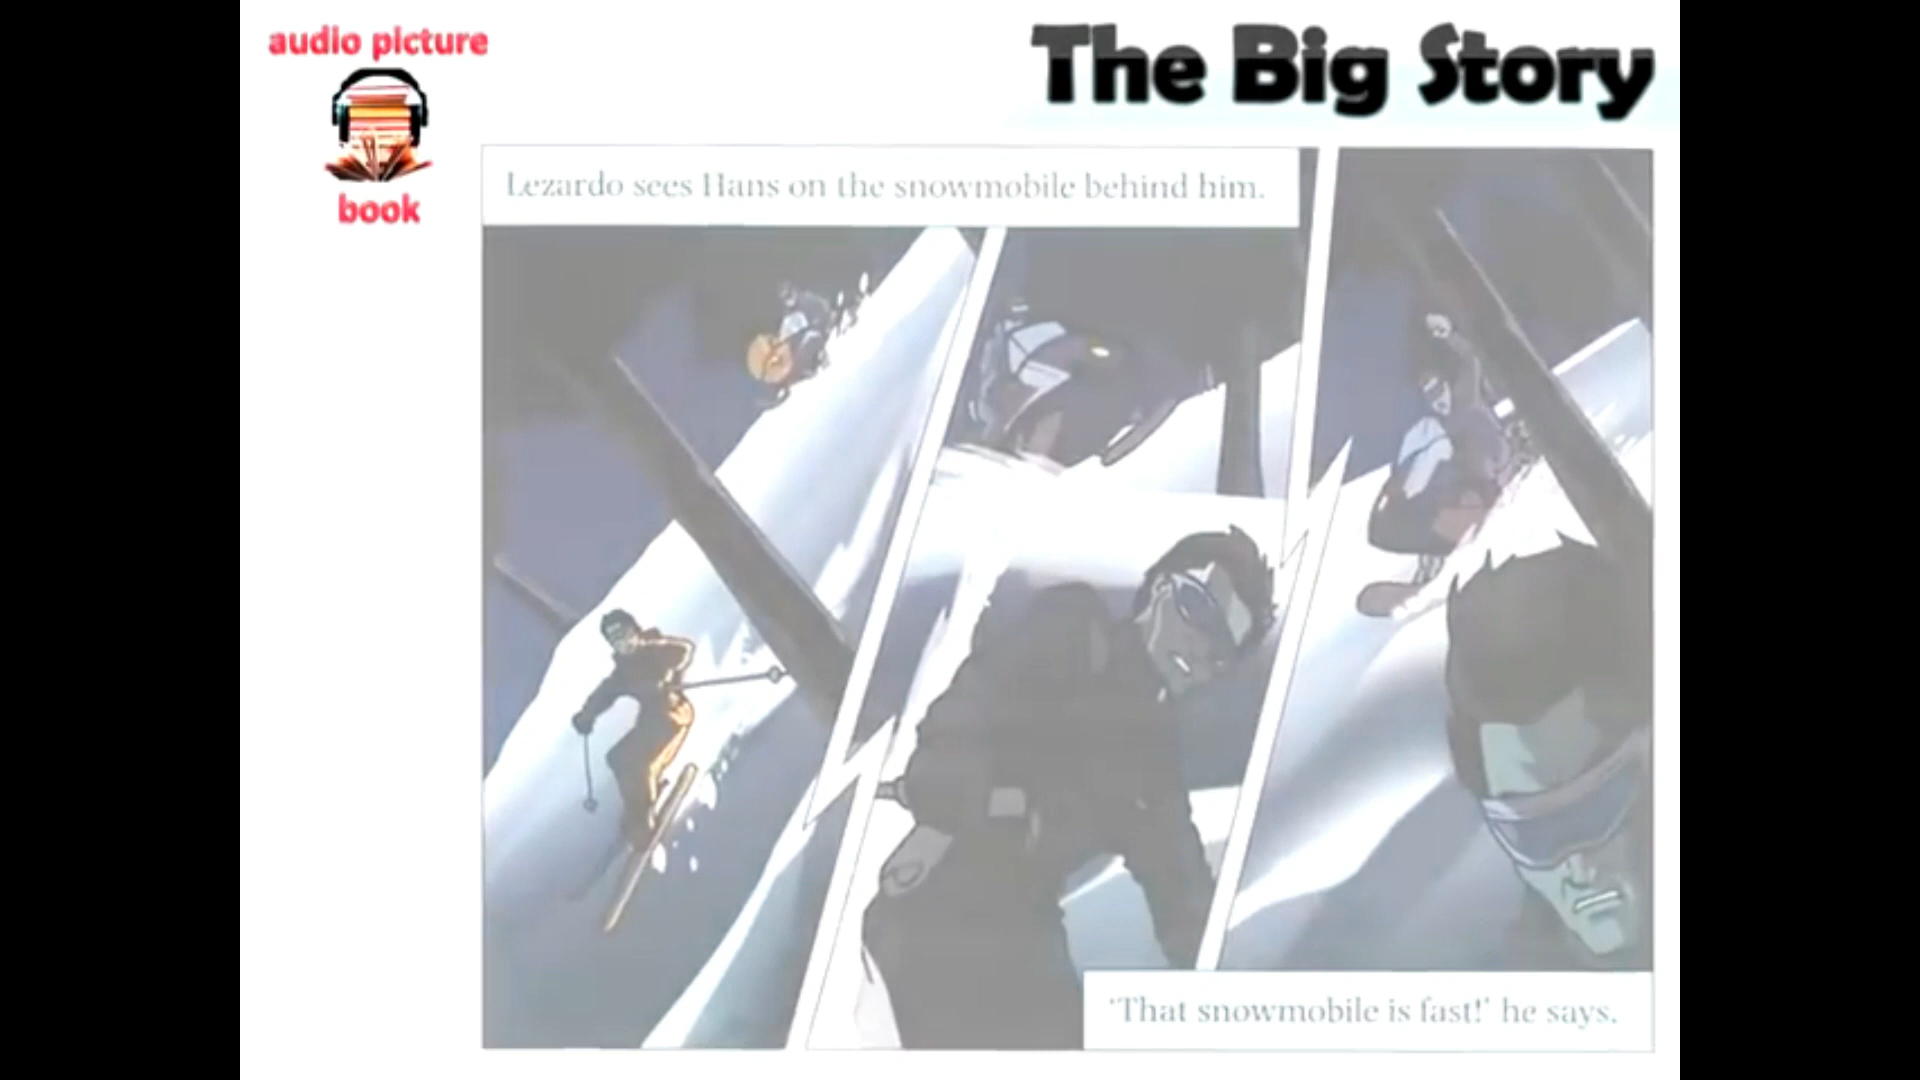 audio picture
book
The Big Story
Lezardo sees Hans on the snowmobile behind him.
'That snowmobile is fast!' he says.